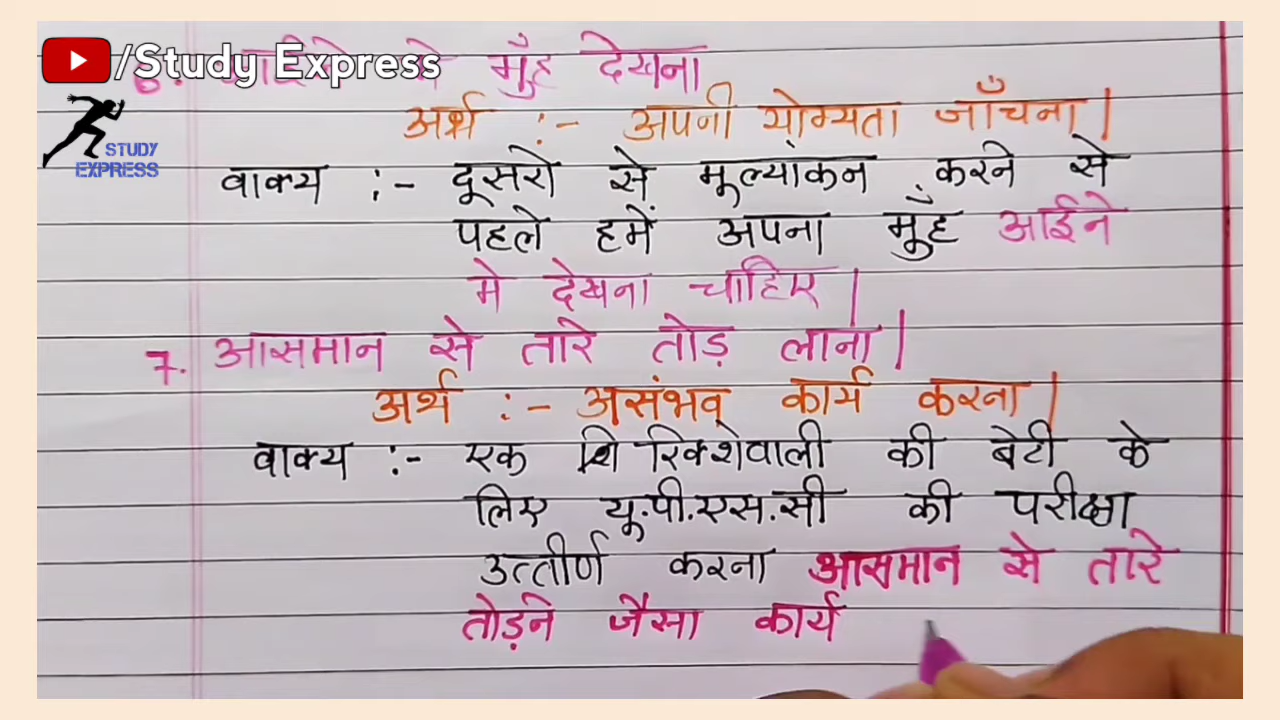 /Study Express
STUDY
EXPRESS
6. मुँह देखना
अर्थ :- अपनी योग्यता जाँचना।
वाक्य :- दूसरो से मूल्यांकन करने से
पहले हमें अपना मुँह आईने
मे देखना चाहिए।
7. आसमान से तारे तोड़ लाना।
अर्थ :- असंभव् कार्य करना।
वाक्य :- एक रिक्शेवाली की बेटी के
लिए यू.पी.एस.सी की परीक्षा
उत्तीर्ण करना आसमान से तारे
तोड़ने जैसा कार्य